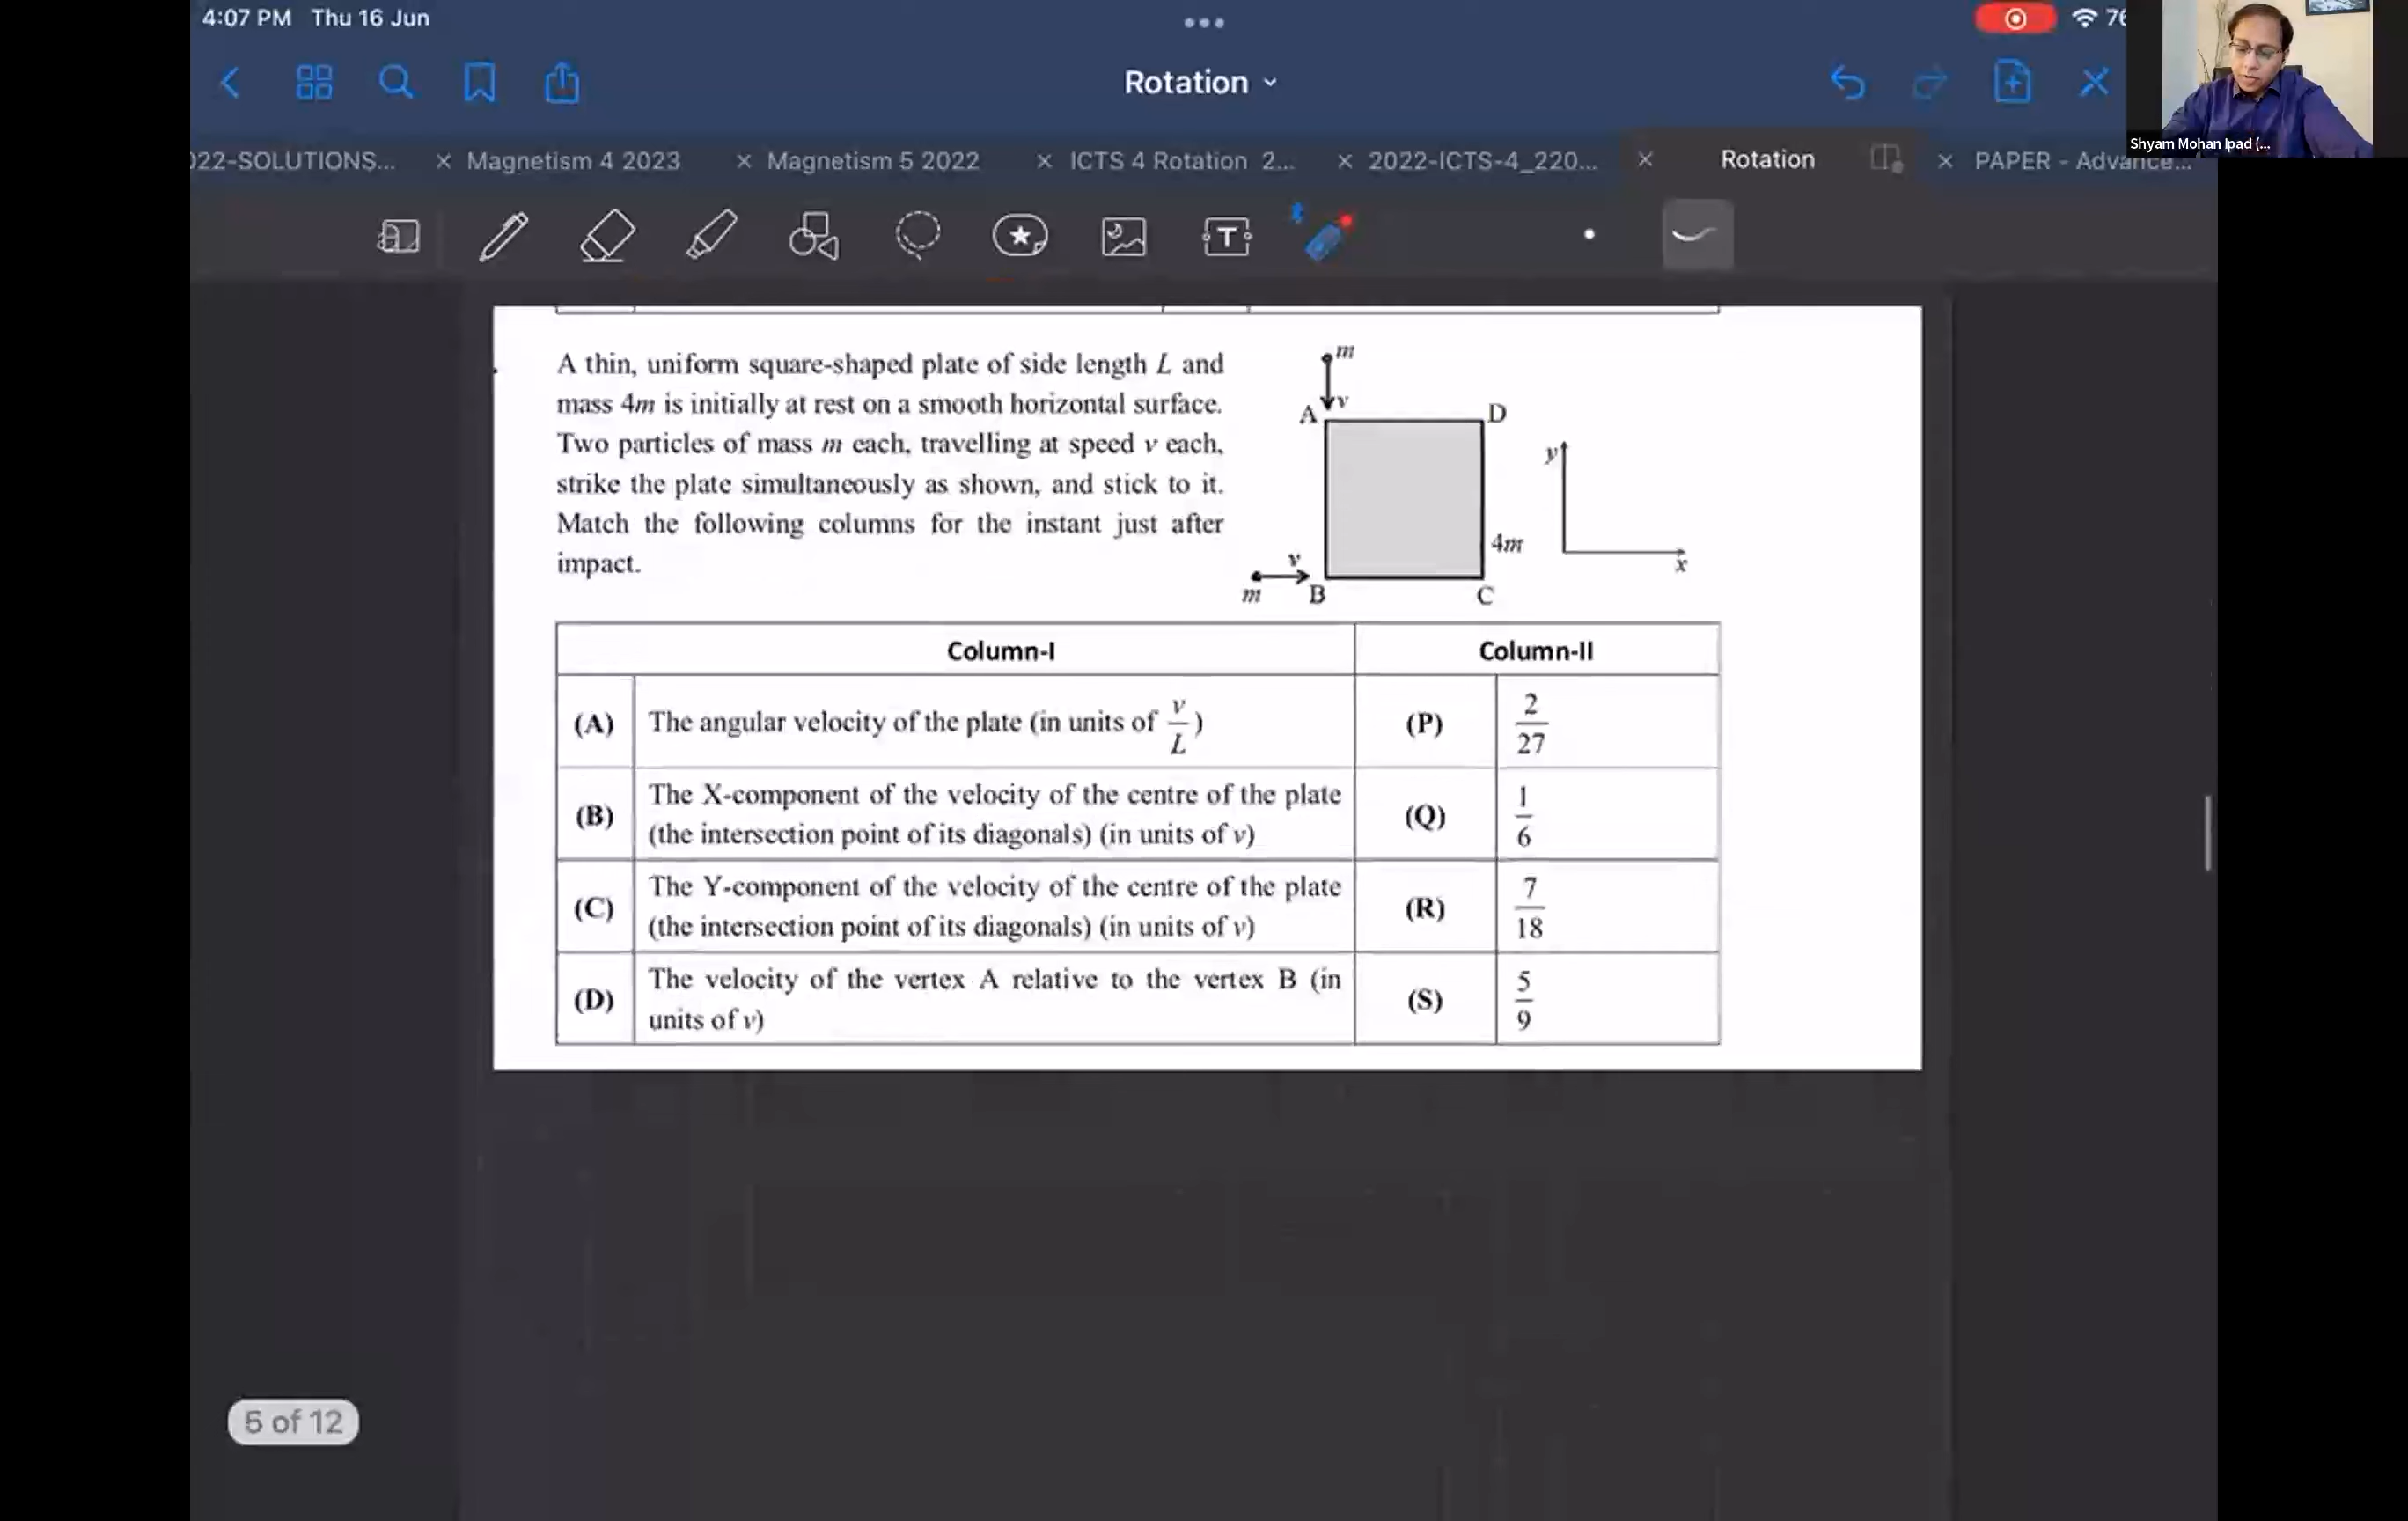 4:07 PM Thu 16 Jun
76
Rotation
022-SOLUTIONS...
Magnetism 4 2023
Magnetism 5 2022
ICTS 4 Rotation 2...
2022-ICTS-4_220...
Rotation
PAPER - Advance...
Shyam Mohan Ipad (...
T
A thin, uniform square-shaped plate of side length L and
mass 4m is initially at rest on a smooth horizontal surface.
Two particles of mass m each, travelling at speed v each,
strike the plate simultaneously as shown, and stick to it.
Match the following columns for the instant just after
impact.
m
v
A
D
y
4m
x
v
m
B
C
Column-I
Column-II
(A) The angular velocity of the plate (in units of v/L) (P) 2/27
(B) The X-component of the velocity of the centre of the plate
(the intersection point of its diagonals) (in units of v) (Q) 1/6
(C) The Y-component of the velocity of the centre of the plate
(the intersection point of its diagonals) (in units of v) (R) 7/18
(D) The velocity of the vertex A relative to the vertex B (in
units of v) (S) 5/9
5 of 12